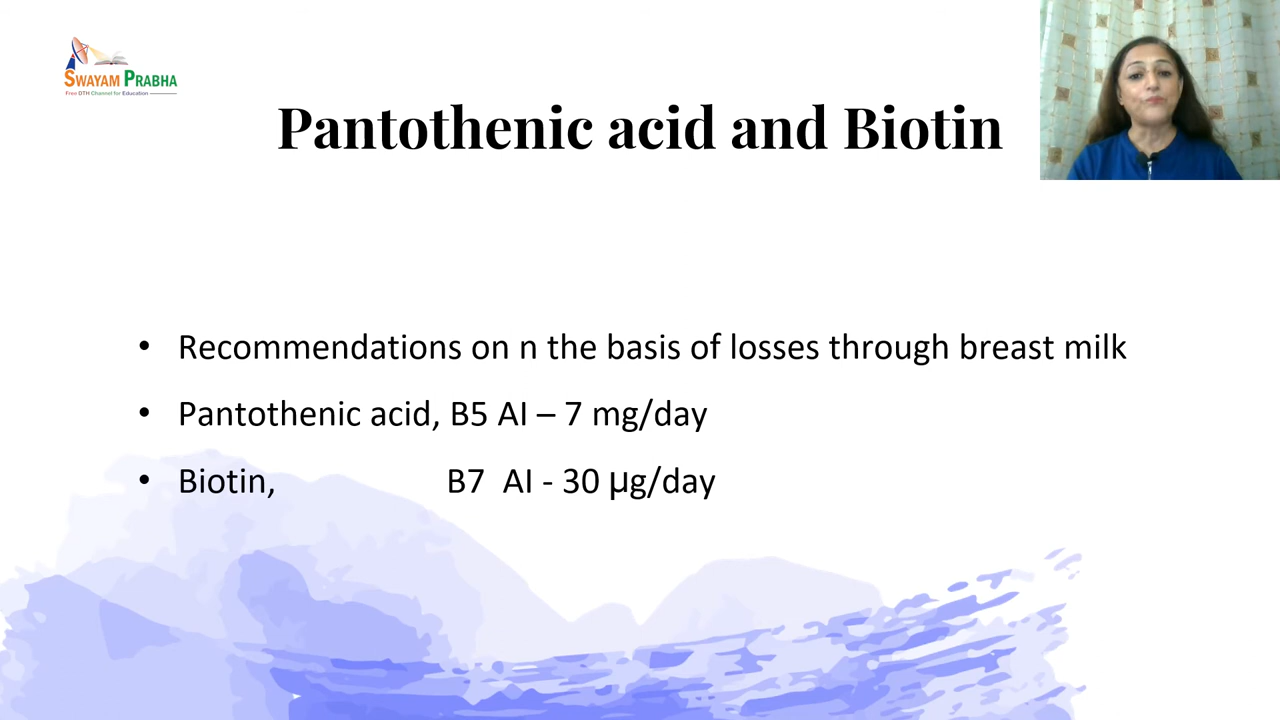 SWAYAM PRABHA
Free DTH Channel for Education
Pantothenic acid and Biotin
• Recommendations on n the basis of losses through breast milk
• Pantothenic acid, B5 AI – 7 mg/day
• Biotin, B7 AI - 30 µg/day